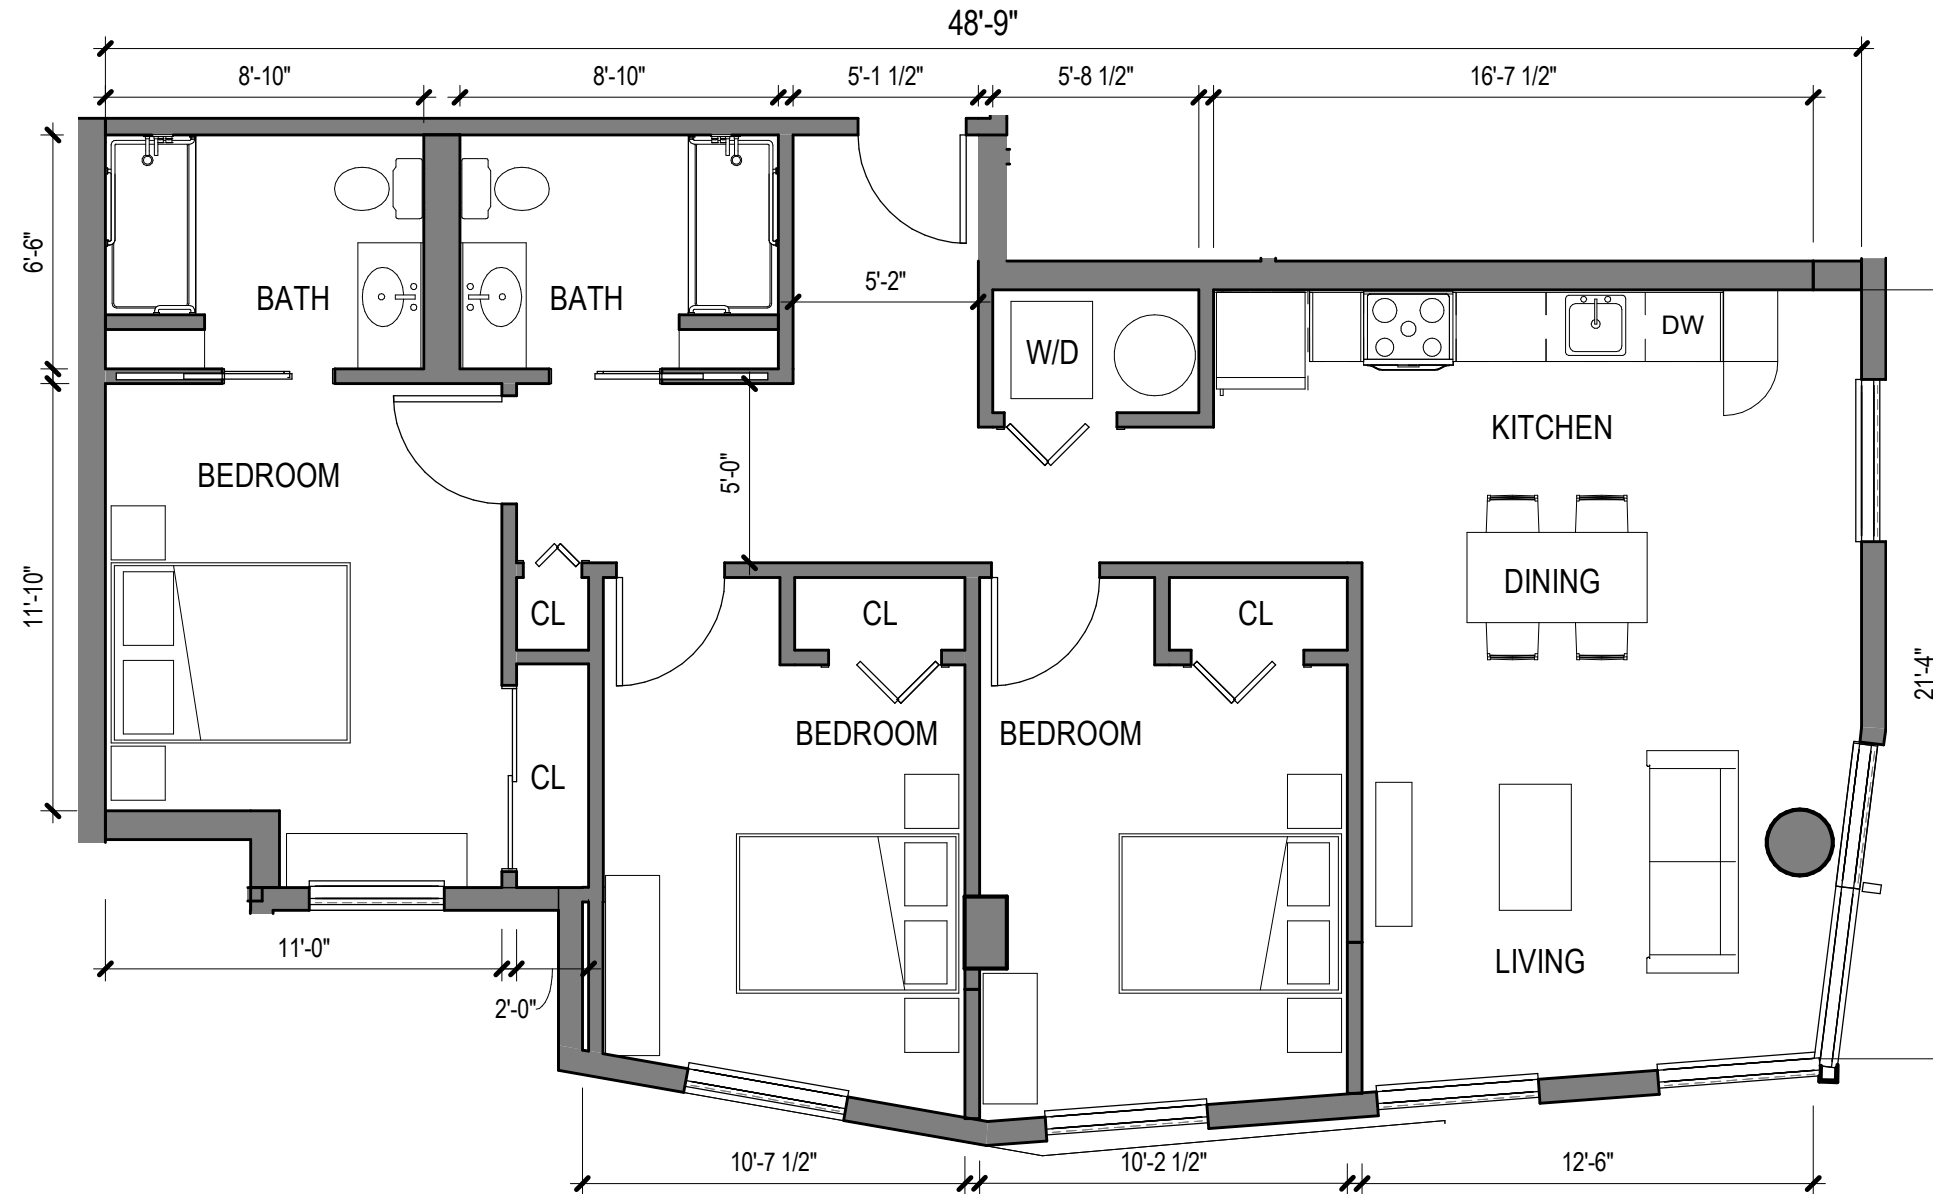 48'-9"
8'-10"
8'-10"
5'-1 1/2"
5'-8 1/2"
16'-7 1/2"
6'-6"
BATH
BATH
5'-2"
W/D
DW
KITCHEN
BEDROOM
5'-0"
11'-10"
DINING
CL
CL
CL
21'-4"
BEDROOM
BEDROOM
CL
11'-0"
LIVING
2'-0"
10'-7 1/2"
10'-2 1/2"
12'-6"